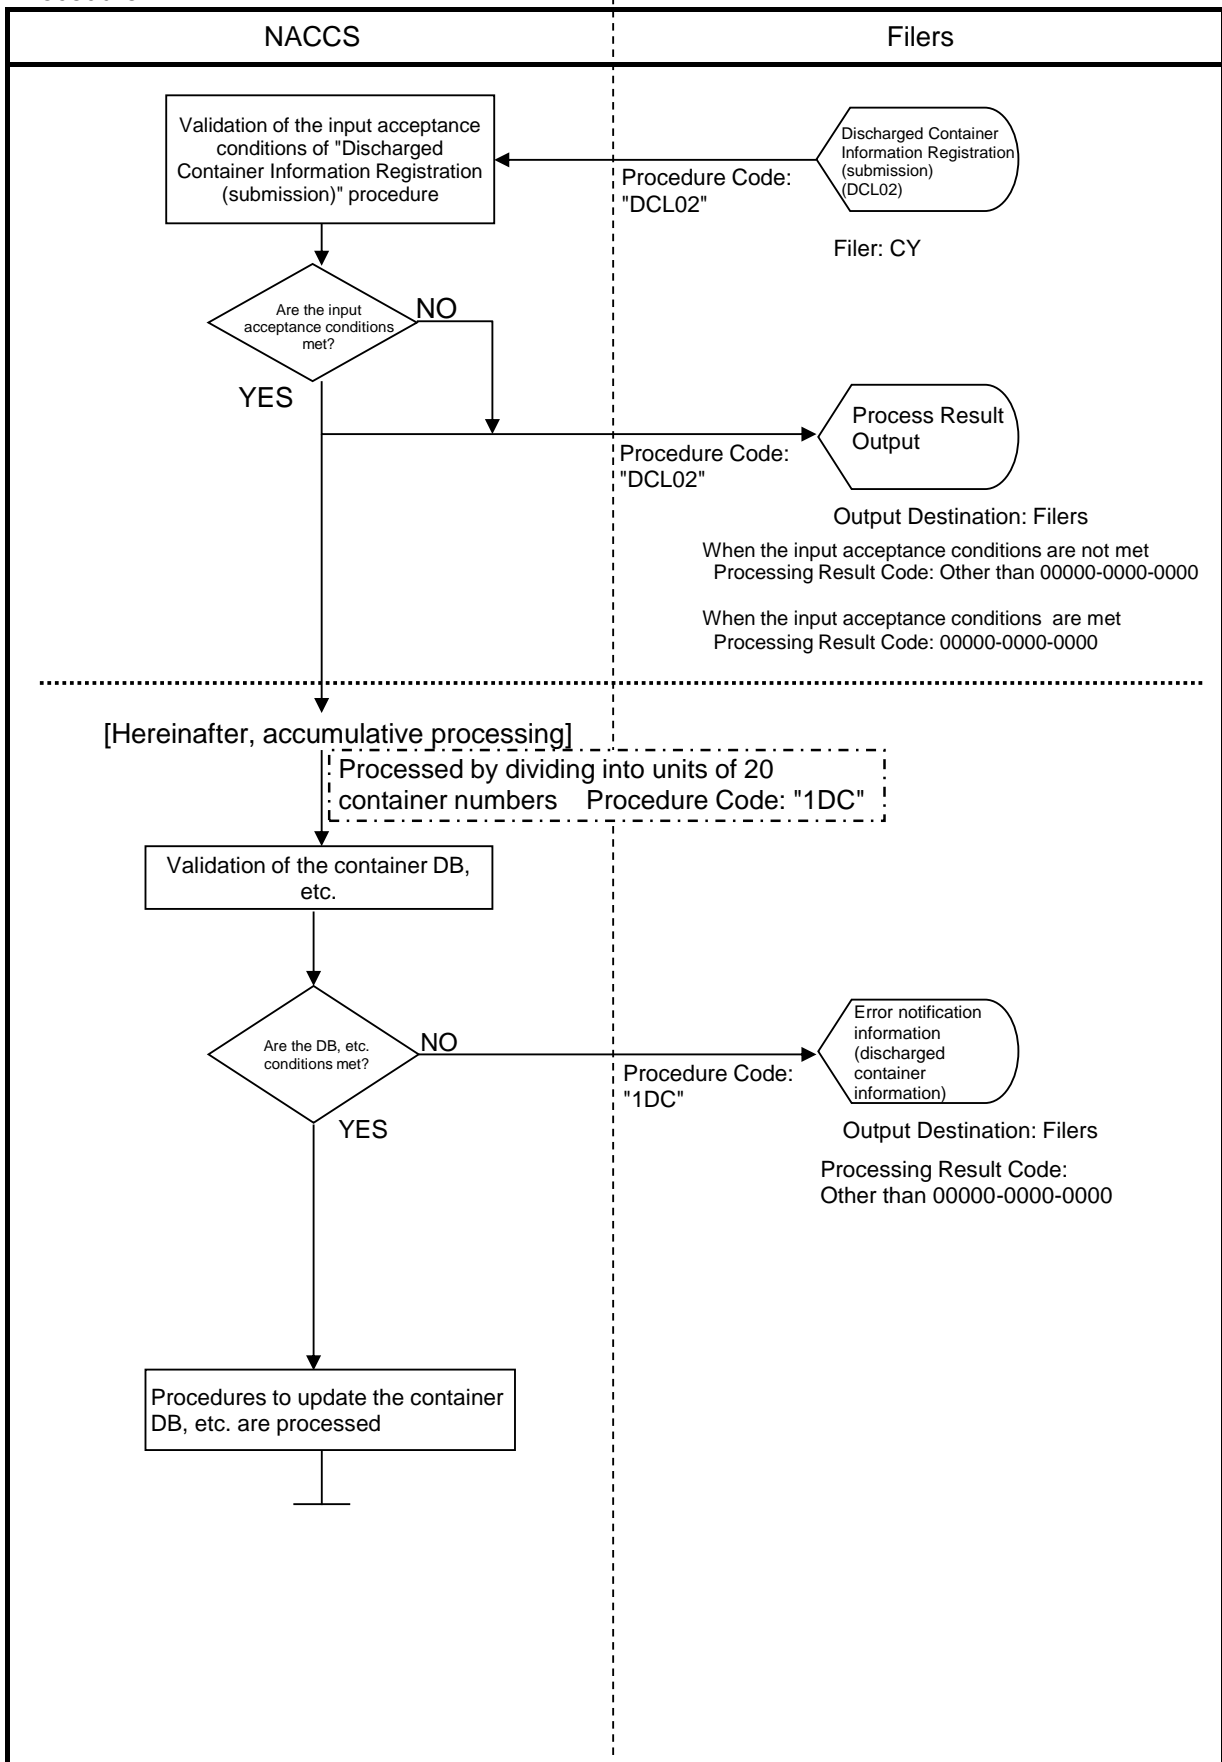 NACCS
Filers
Validation of the input acceptance
conditions of "Discharged
Container Information Registration
(submission)" procedure
Discharged Container
Information Registration
(submission)
(DCL02)
Procedure Code:
"DCL02"
Filer: CY
Are the input
acceptance conditions
met?
NO
YES
Process Result
Output
Procedure Code:
"DCL02"
Output Destination: Filers
When the input acceptance conditions are not met
Processing Result Code: Other than 00000-0000-0000
When the input acceptance conditions are met
Processing Result Code: 00000-0000-0000
[Hereinafter, accumulative processing]
Processed by dividing into units of 20
container numbers Procedure Code: "1DC"
Validation of the container DB,
etc.
Are the DB, etc.
conditions met?
NO
YES
Procedure Code:
"1DC"
Error notification
information
(discharged
container
information)
Output Destination: Filers
Processing Result Code:
Other than 00000-0000-0000
Procedures to update the container
DB, etc. are processed